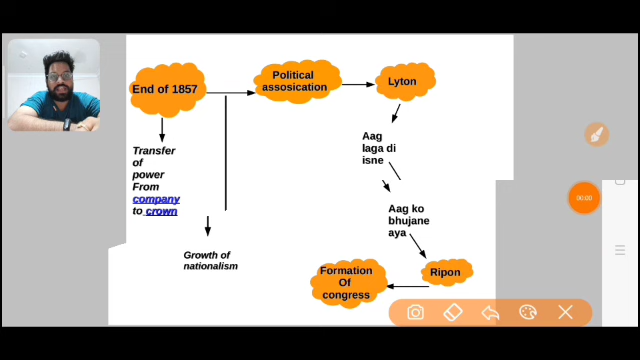 End of 1857
Political
assosication
Lyton
Transfer
of
power
From
company
to crown
Aag
laga di
isne
Aag ko
bhujane
aya
Growth of
nationalism
Formation
Of
congress
Ripon
00:00